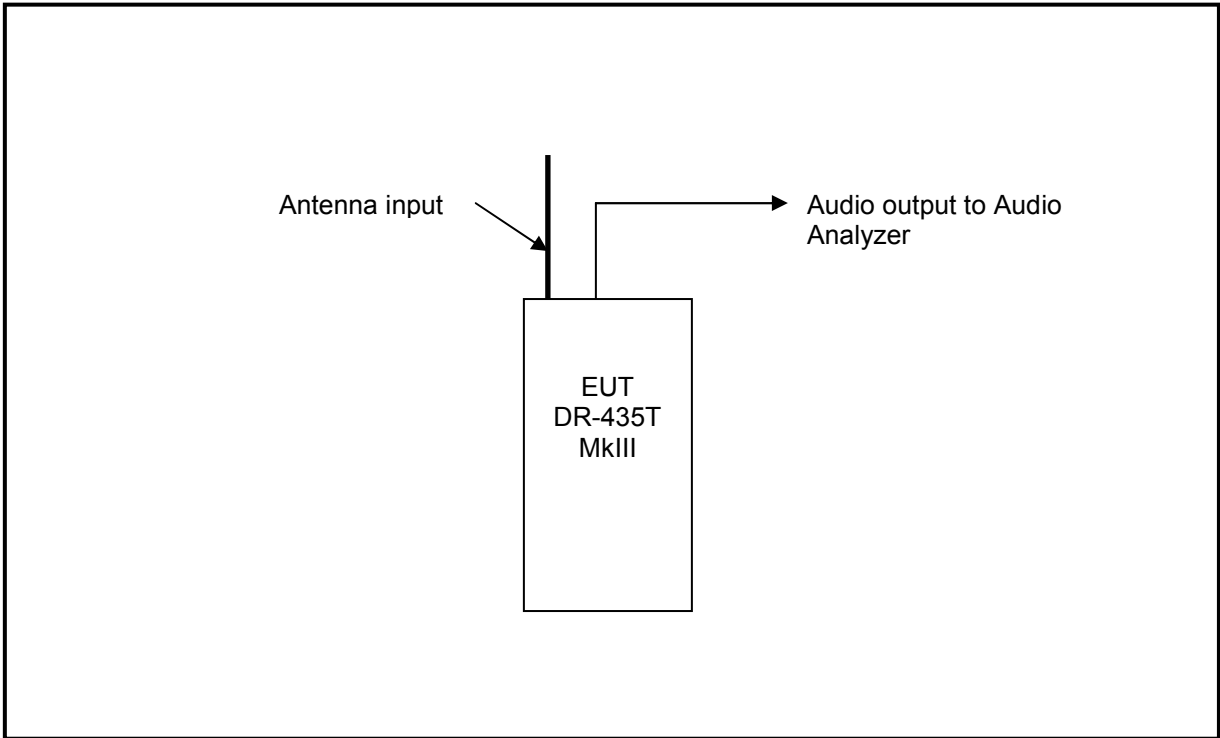 Antenna input
Audio output to Audio
Analyzer
EUT
DR-435T
MkIII